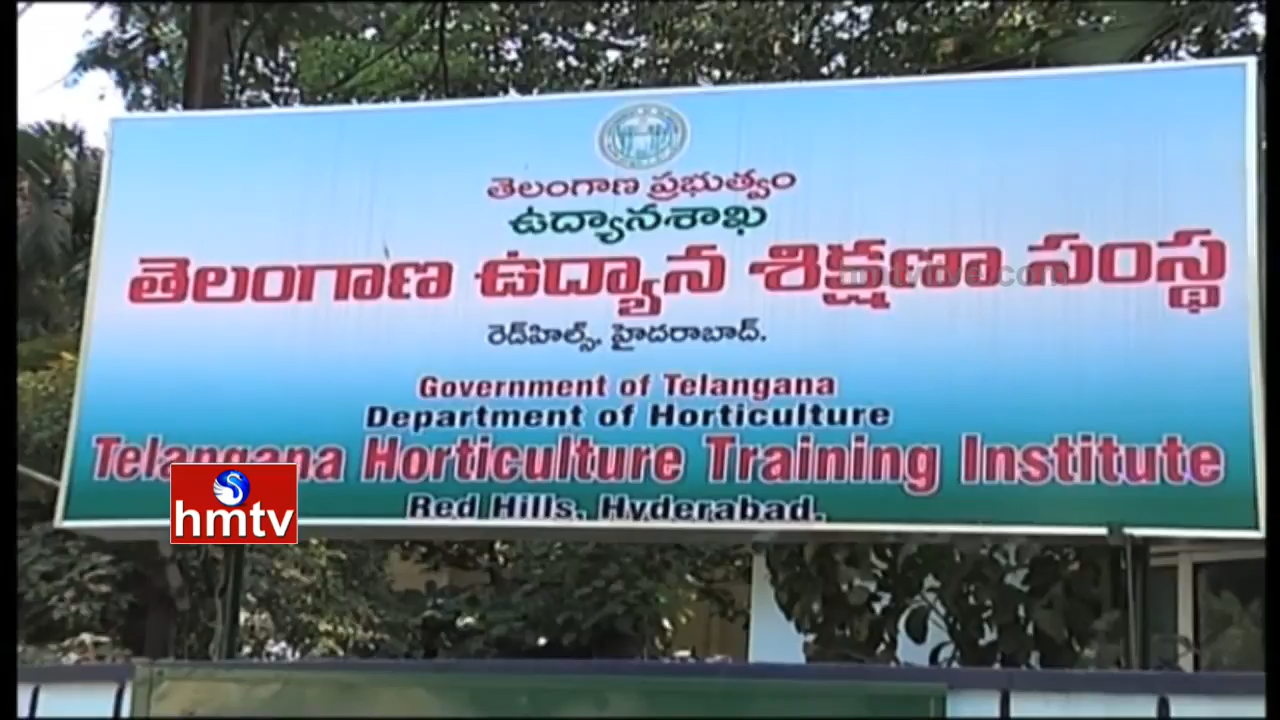 తెలంగాణ ప్రభుత్వం
ఉద్యానశాఖ
తెలంగాణ ఉద్యాన శిక్షణా సంస్థ
రెడ్‌హిల్స్, హైదరాబాద్.
Government of Telangana
Department of Horticulture
Telangana Horticulture Training Institute
Red Hills, Hyderabad.
hmtv